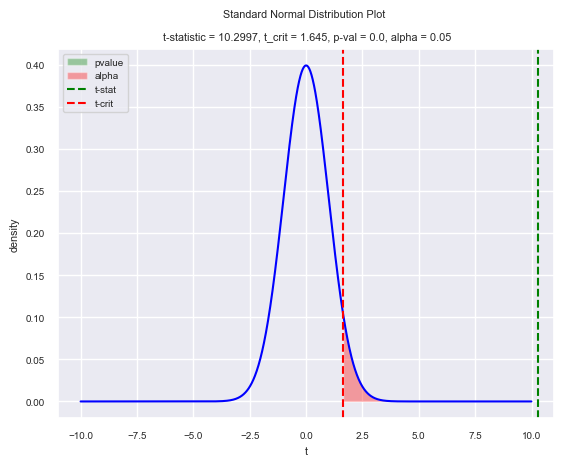 Standard Normal Distribution Plot
t-statistic = 10.2997, t_crit = 1.645, p-val = 0.0, alpha = 0.05
pvalue
alpha
t-stat
t-crit
density
0.40
0.35
0.30
0.25
0.20
0.15
0.10
0.05
0.00
−10.0 −7.5 −5.0 −2.5 0.0 2.5 5.0 7.5 10.0
t